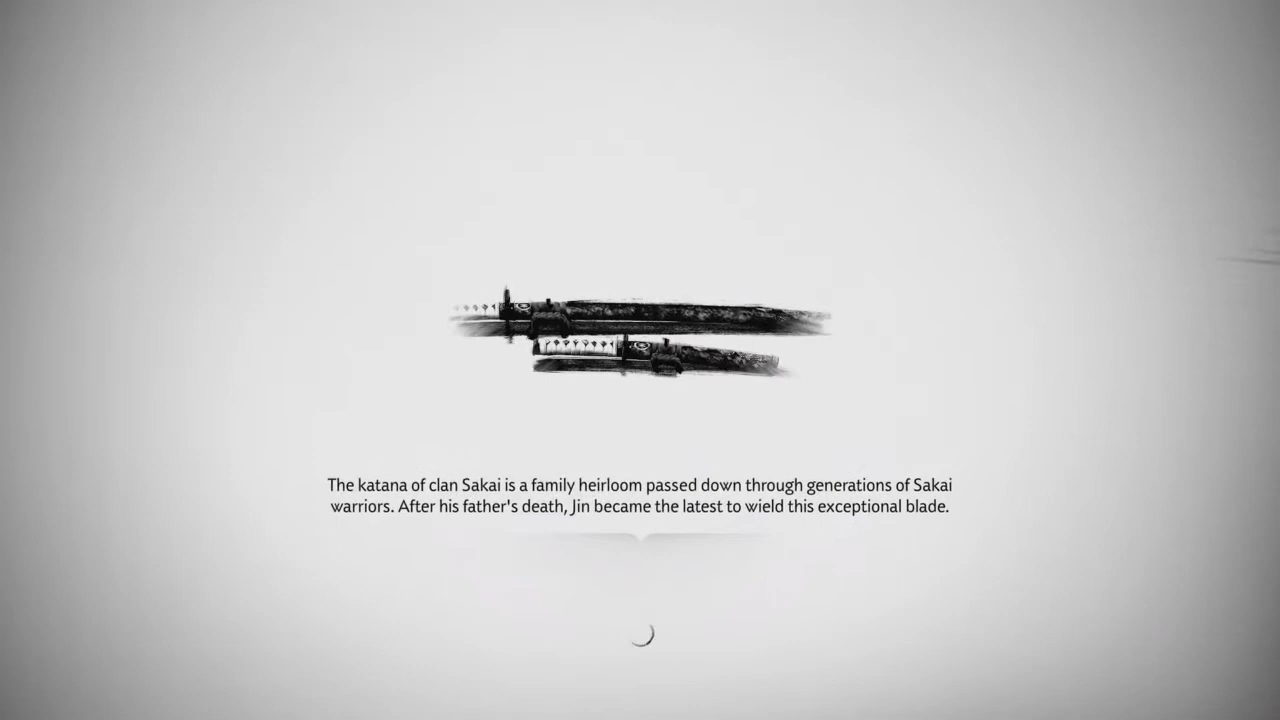 The katana of clan Sakai is a family heirloom passed down through generations of Sakai
warriors. After his father's death, Jin became the latest to wield this exceptional blade.